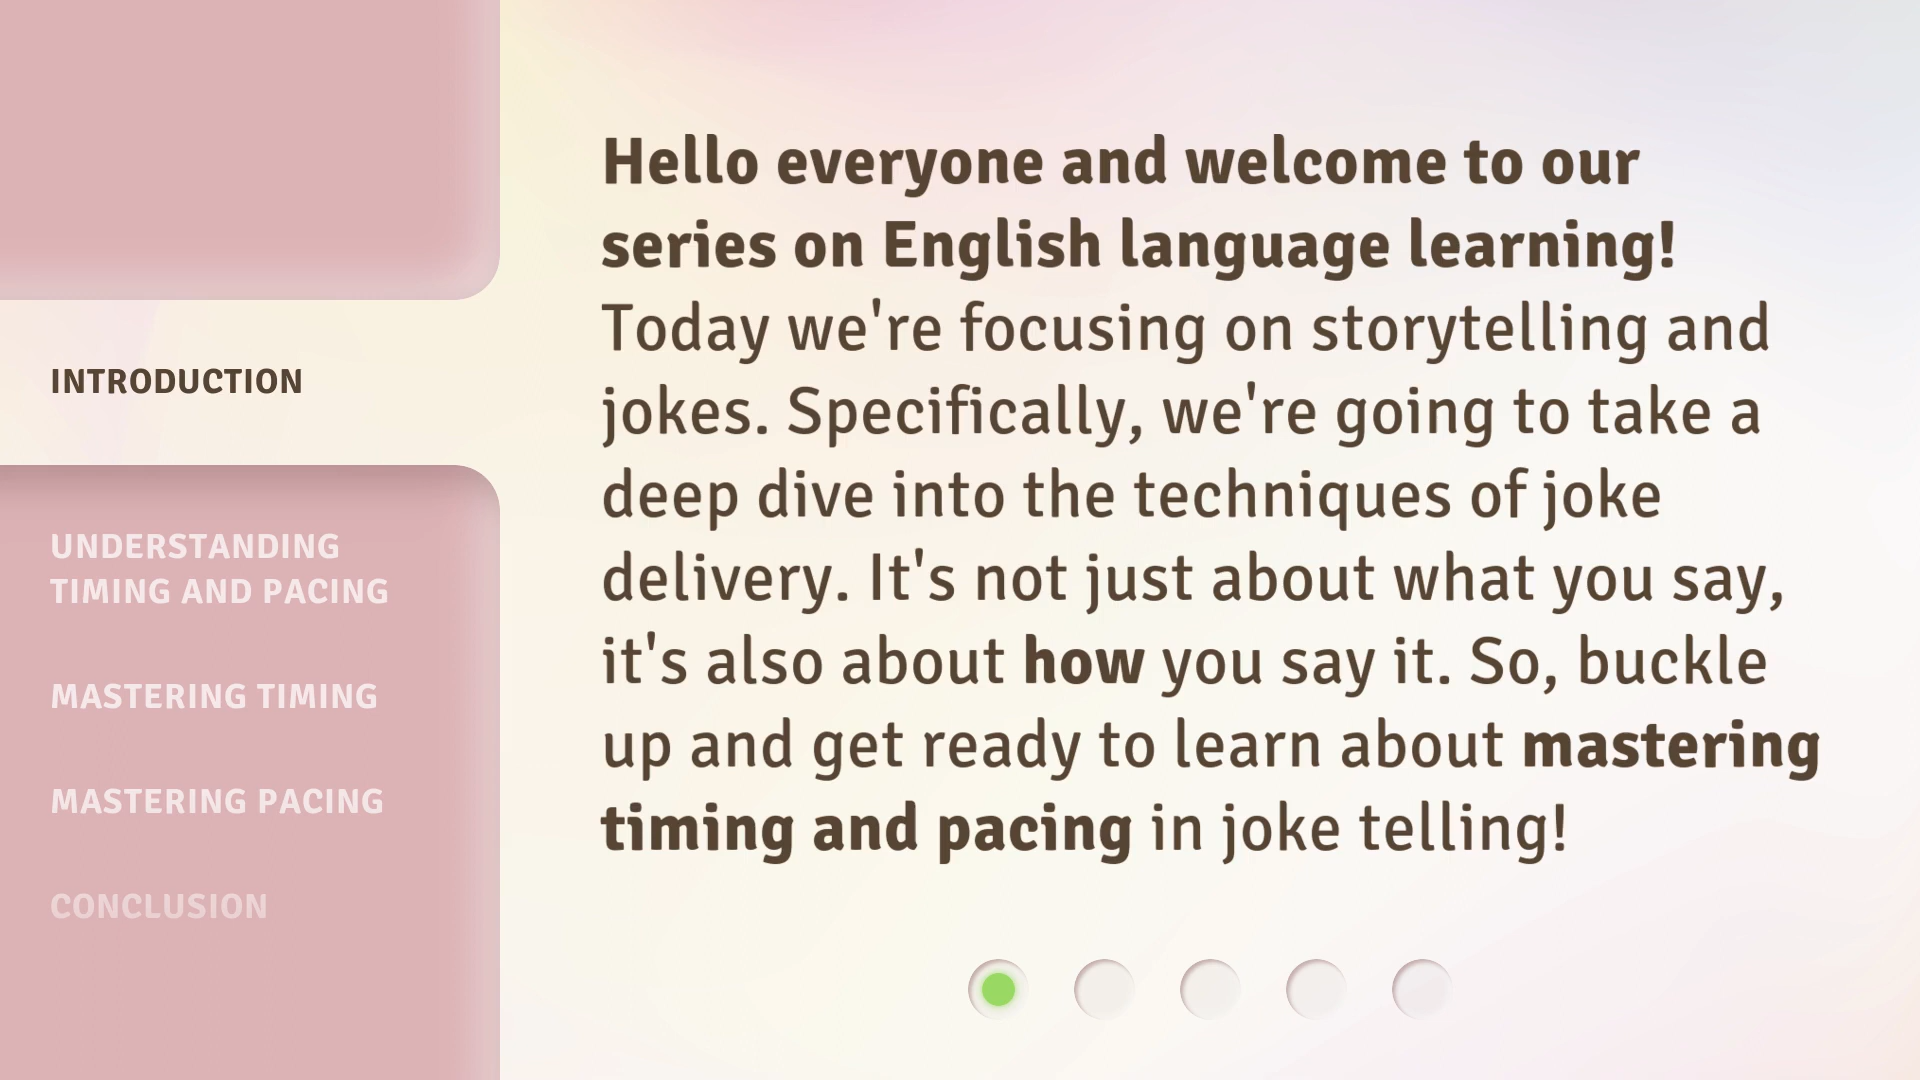 INTRODUCTION
UNDERSTANDING
TIMING AND PACING
MASTERING TIMING
MASTERING PACING
CONCLUSION
Hello everyone and welcome to our
series on English language learning!
Today we're focusing on storytelling and
jokes. Specifically, we're going to take a
deep dive into the techniques of joke
delivery. It's not just about what you say,
it's also about how you say it. So, buckle
up and get ready to learn about mastering
timing and pacing in joke telling!